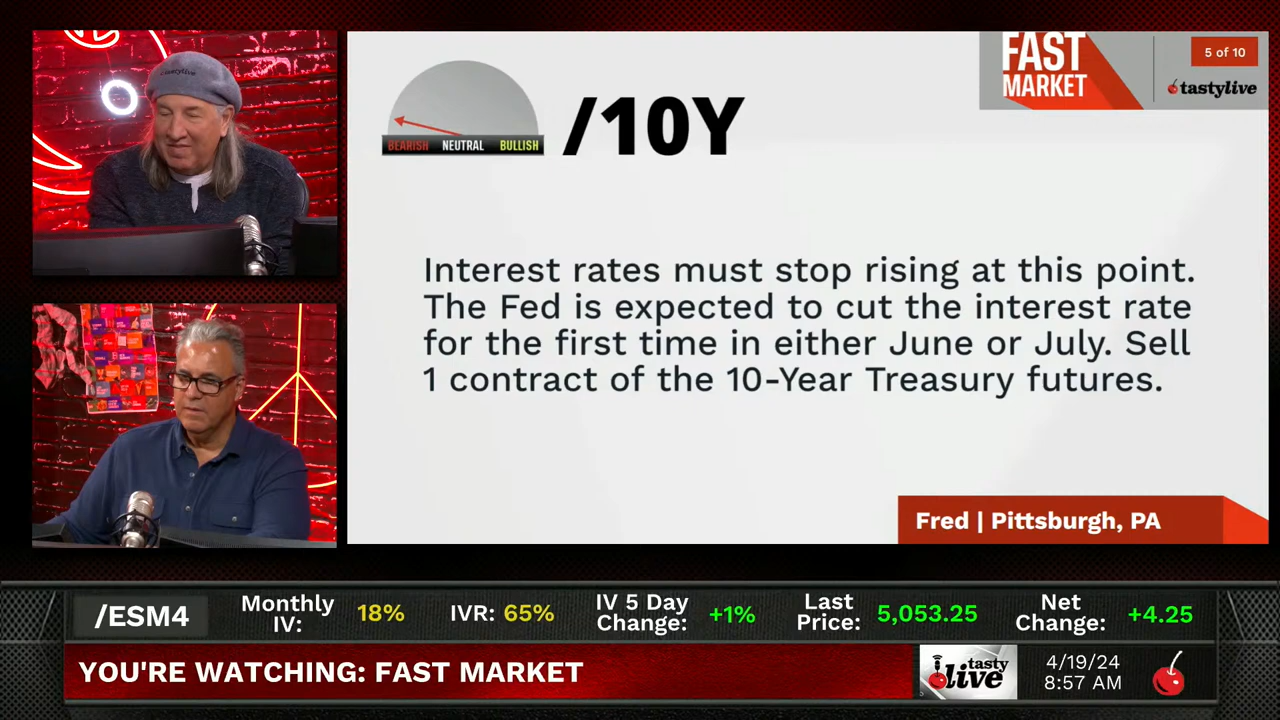 tastylive
FAST
MARKET
5 of 10
tastylive
BEARISH NEUTRAL BULLISH
/10Y
Interest rates must stop rising at this point.
The Fed is expected to cut the interest rate
for the first time in either June or July. Sell
1 contract of the 10-Year Treasury futures.
Fred | Pittsburgh, PA
/ESM4
Monthly
IV:
18%
IVR: 65%
IV 5 Day
Change:
+1%
Last
Price:
5,053.25
Net
Change:
+4.25
YOU'RE WATCHING: FAST MARKET
tasty
live
4/19/24
8:57 AM